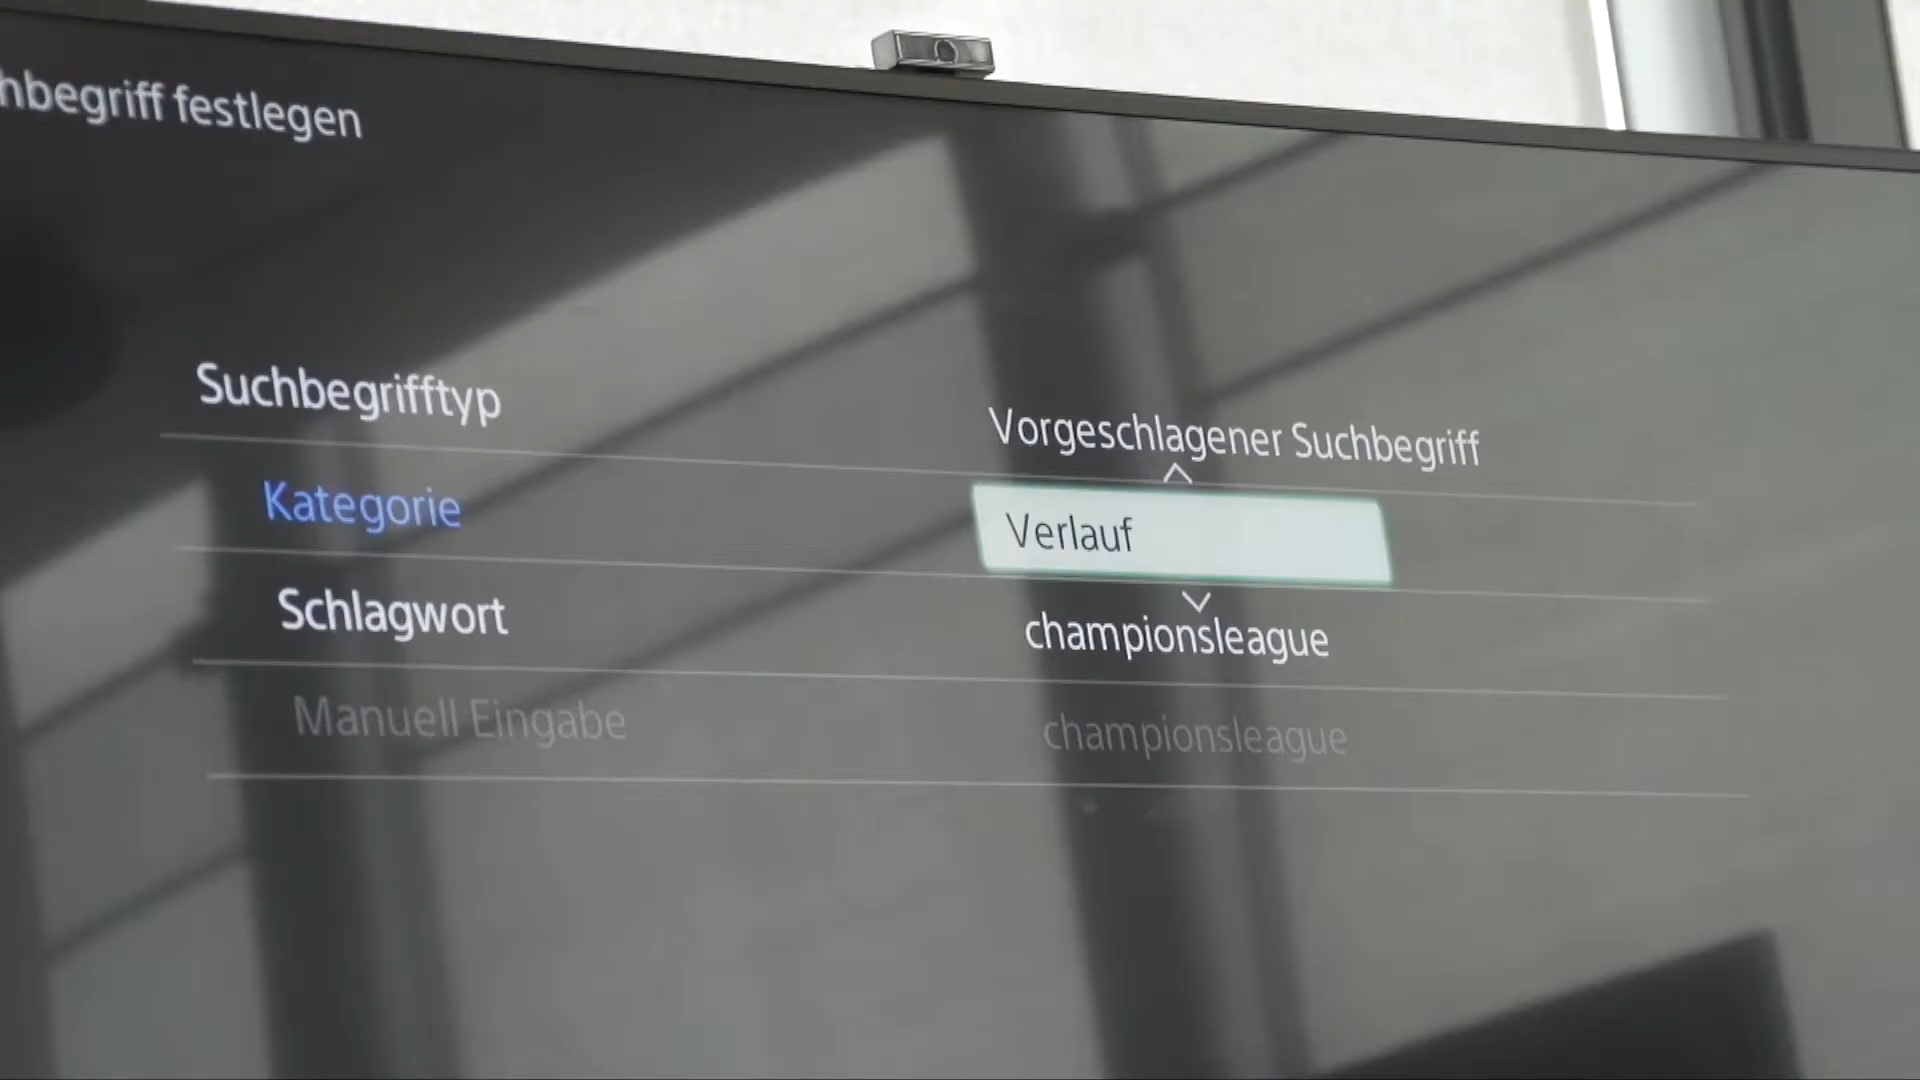 hbegriff festlegen
Suchbegrifftyp
Vorgeschlagener Suchbegriff
Kategorie
Verlauf
Schlagwort
championsleague
Manuell Eingabe
championsleague